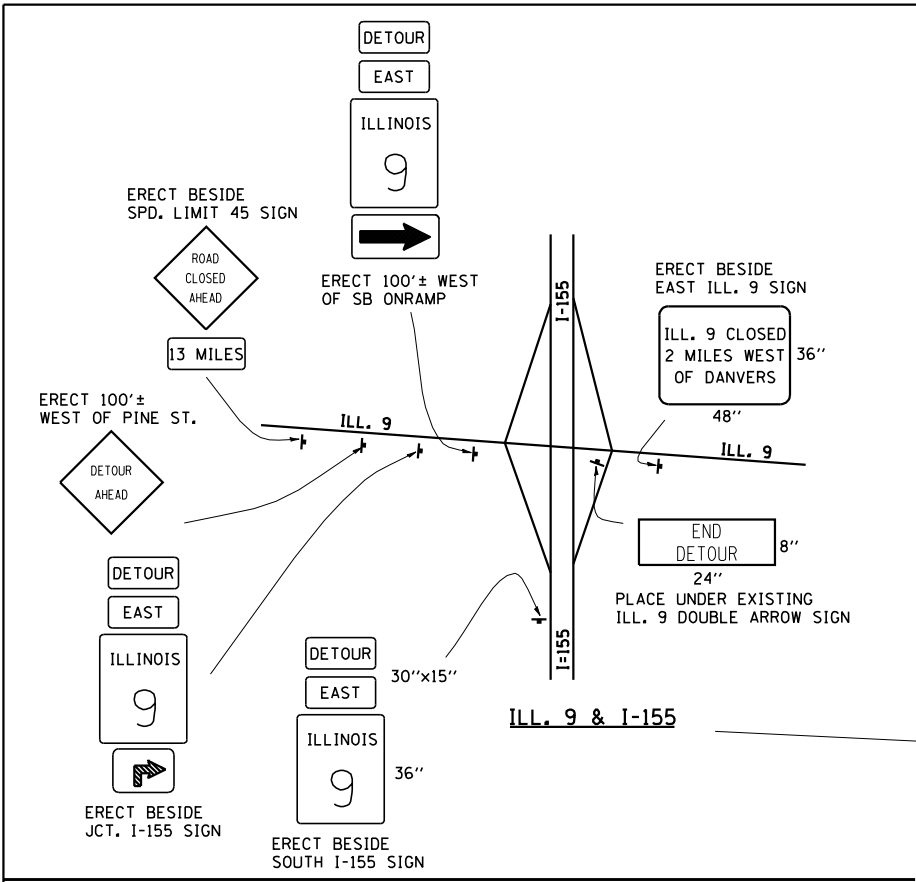 DETOUR
EAST
ILLINOIS
9
ERECT 100'± WEST
OF SB ONRAMP
ERECT BESIDE
SPD. LIMIT 45 SIGN
ROAD
CLOSED
AHEAD
13 MILES
ERECT 100'±
WEST OF PINE ST.
DETOUR
AHEAD
ILL. 9
I-155
ERECT BESIDE
EAST ILL. 9 SIGN
ILL. 9 CLOSED
2 MILES WEST
OF DANVERS
36"
48"
ILL. 9
END
DETOUR
8"
24"
PLACE UNDER EXISTING
ILL. 9 DOUBLE ARROW SIGN
I=155
DETOUR
EAST
ILLINOIS
9
ERECT BESIDE
JCT. I-155 SIGN
DETOUR
EAST
30"x15"
ILLINOIS
9
36"
ERECT BESIDE
SOUTH I-155 SIGN
ILL. 9 & I-155